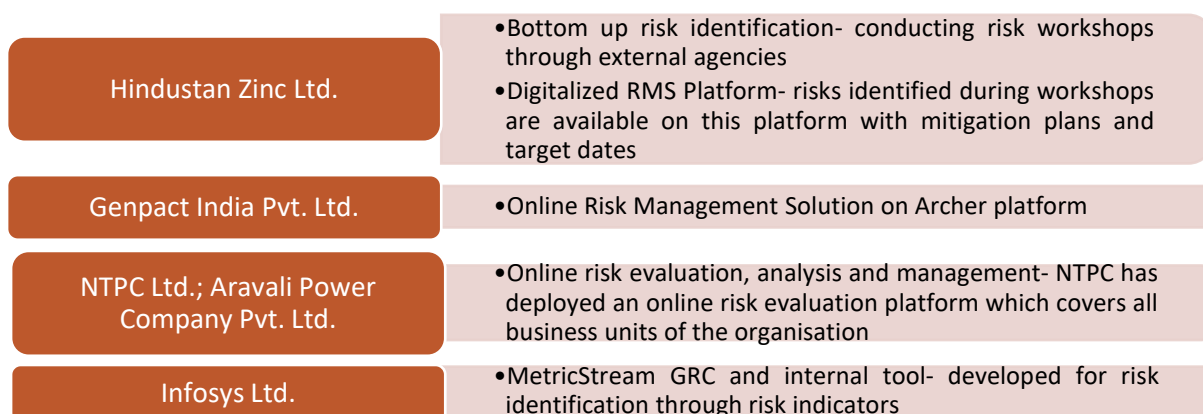 Hindustan Zinc Ltd.
•Bottom up risk identification- conducting risk workshops
through external agencies
•Digitalized RMS Platform- risks identified during workshops
are available on this platform with mitigation plans and
target dates
Genpact India Pvt. Ltd.
•Online Risk Management Solution on Archer platform
NTPC Ltd.; Aravali Power
Company Pvt. Ltd.
•Online risk evaluation, analysis and management- NTPC has
deployed an online risk evaluation platform which covers all
business units of the organisation
Infosys Ltd.
•MetricStream GRC and internal tool- developed for risk
identification through risk indicators